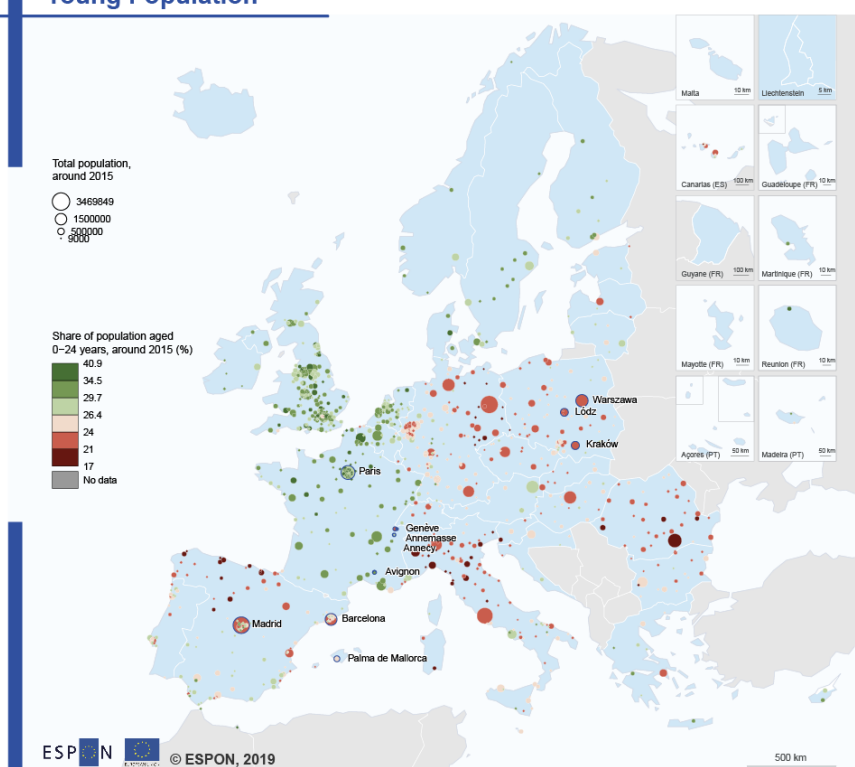 Young Population
Total population,
around 2015
3469849
1500000
500000
9000
Share of population aged
0–24 years, around 2015 (%)
40.9
34.5
29.7
26.4
24
21
17
No data
Malta
10 km
Liechtenstein
5 km
Canarias (ES)
100 km
Guadeloupe (FR)
10 km
Guyane (FR)
100 km
Martinique (FR)
10 km
Mayotte (FR)
10 km
Reunion (FR)
10 km
Açores (PT)
50 km
Madeira (PT)
50 km
Warszawa
Lódz
Kraków
Paris
Genève
Annemasse
Annecy
Avignon
Madrid
Barcelona
Palma de Mallorca
ESPON
© ESPON, 2019
500 km